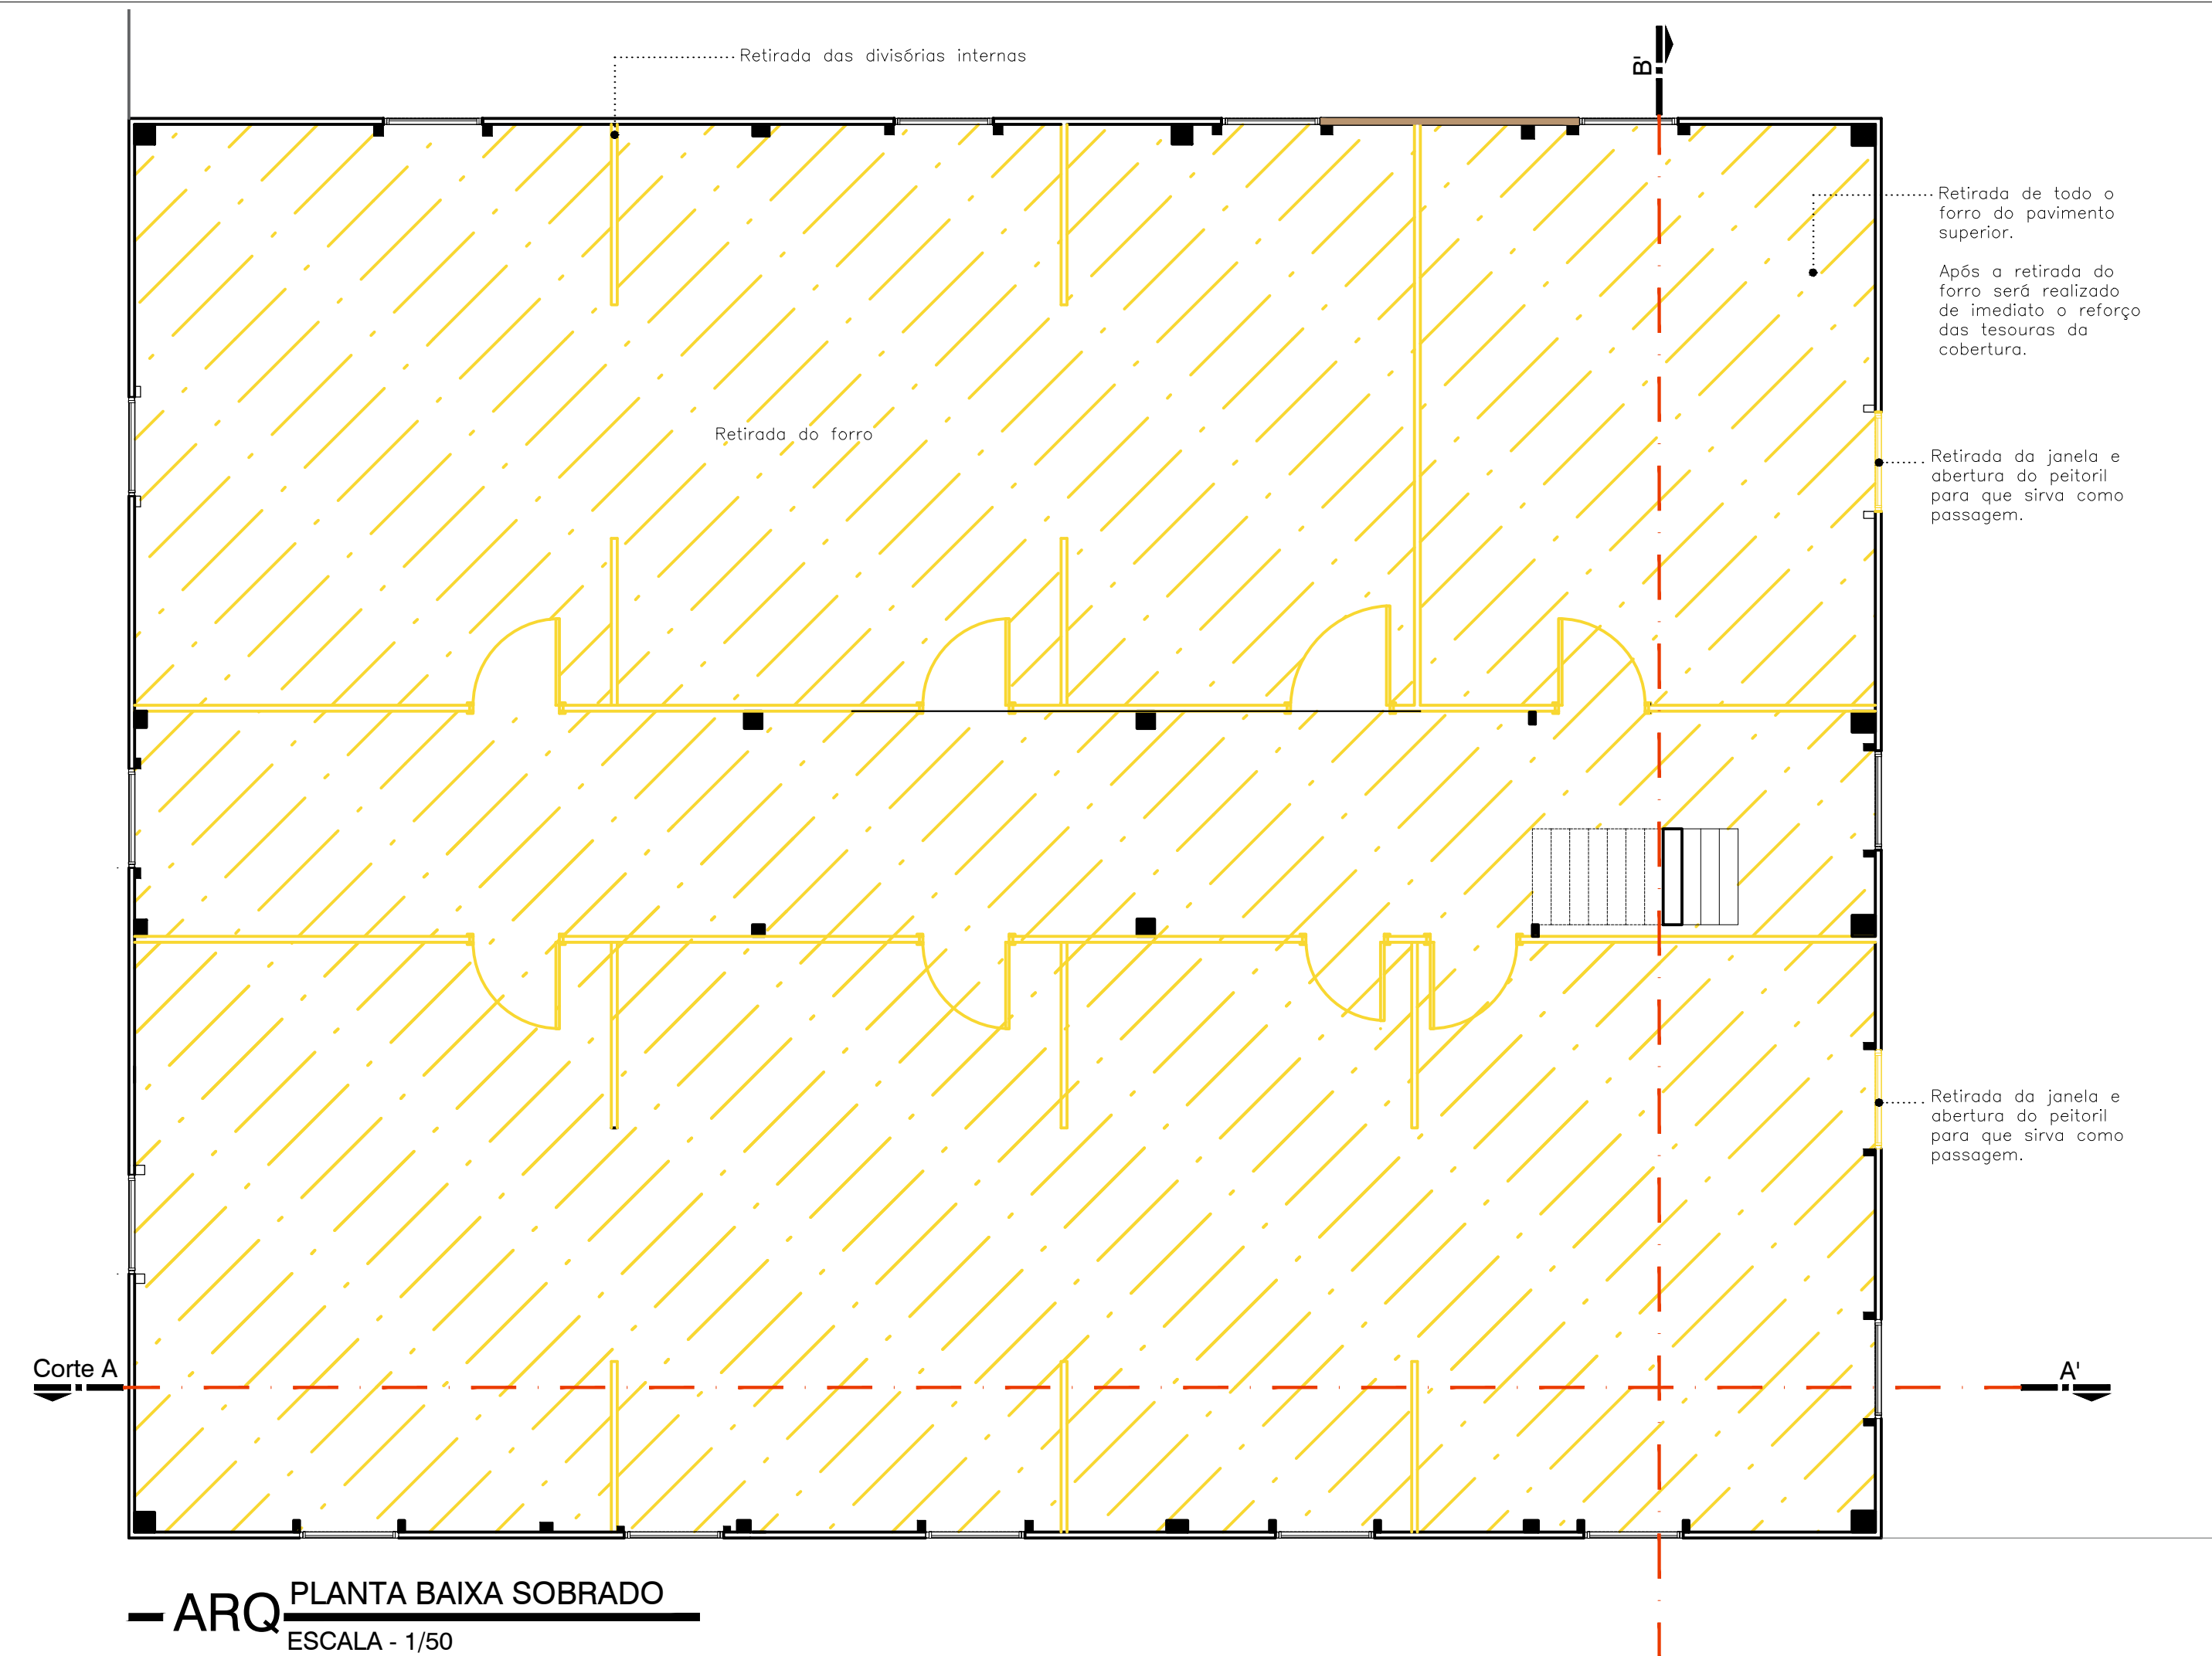 Retirada das divisórias internas
B'
Retirada de todo o
forro do pavimento
superior.
Após a retirada do
forro será realizado
de imediato o reforço
das tesouras da
cobertura.
Retirada do forro
Retirada da janela e
abertura do peitoril
para que sirva como
passagem.
Retirada da janela e
abertura do peitoril
para que sirva como
passagem.
Corte A
A'
ARQ
PLANTA BAIXA SOBRADO
ESCALA - 1/50